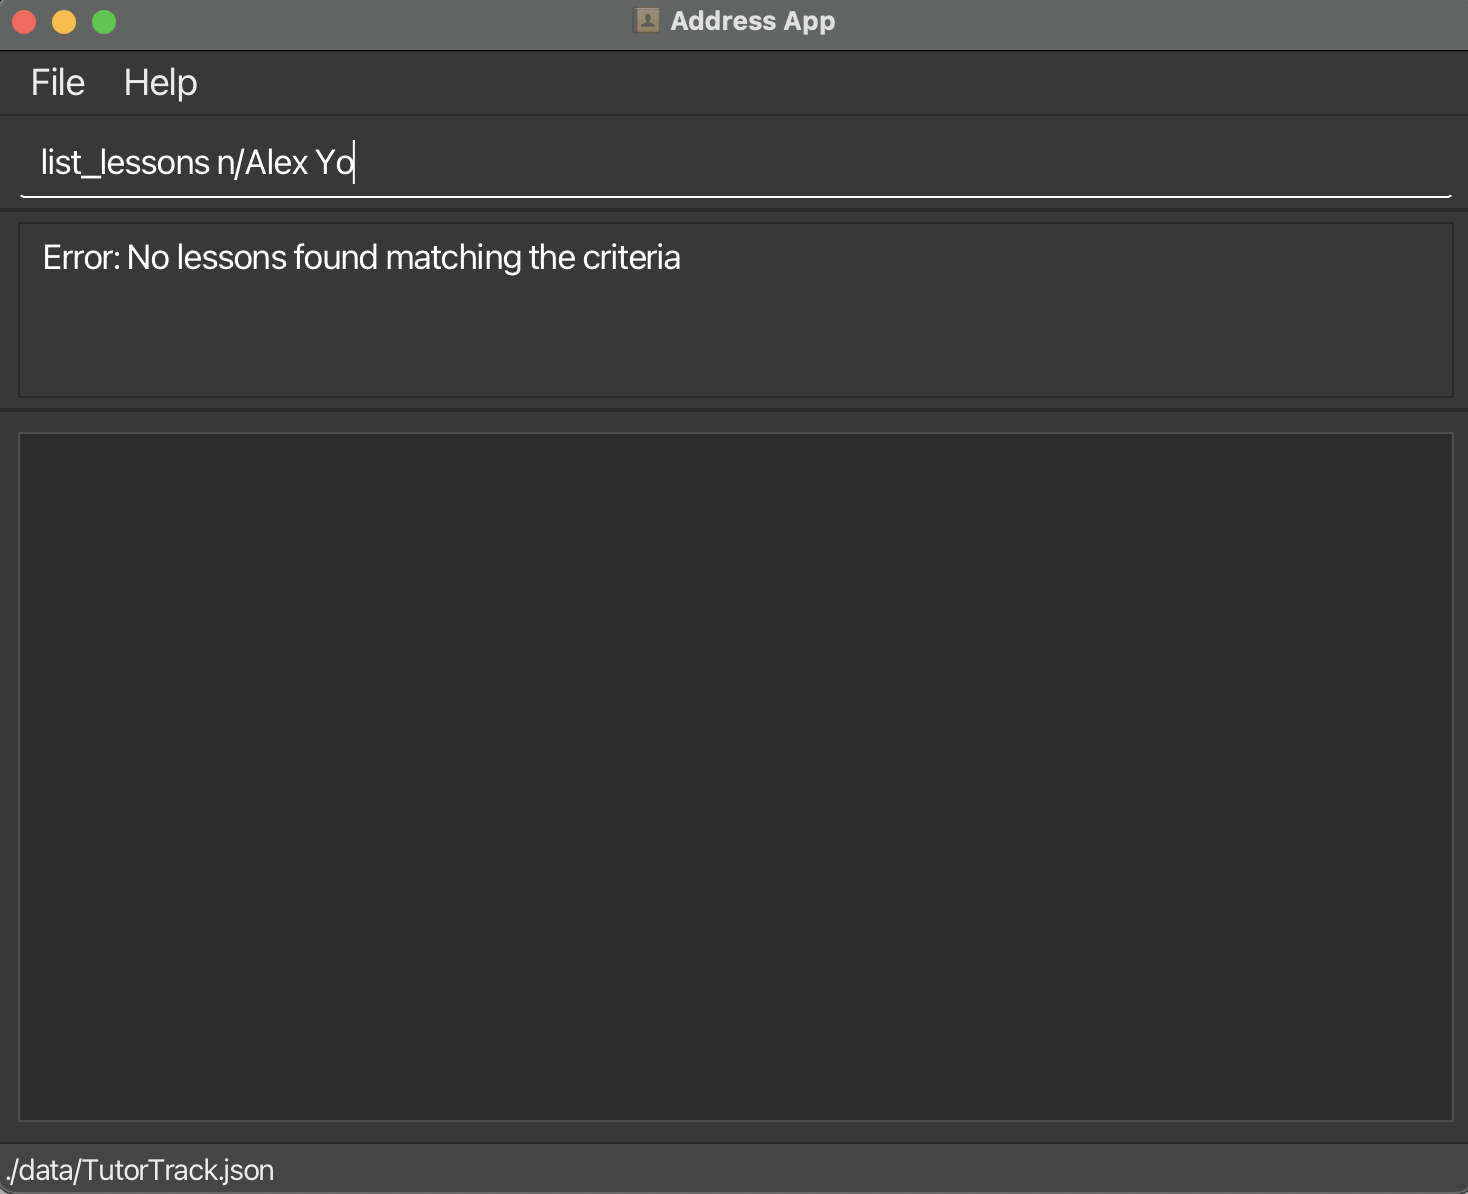 Address App
File Help
list_lessons n/Alex Yo
Error: No lessons found matching the criteria
./data/TutorTrack.json